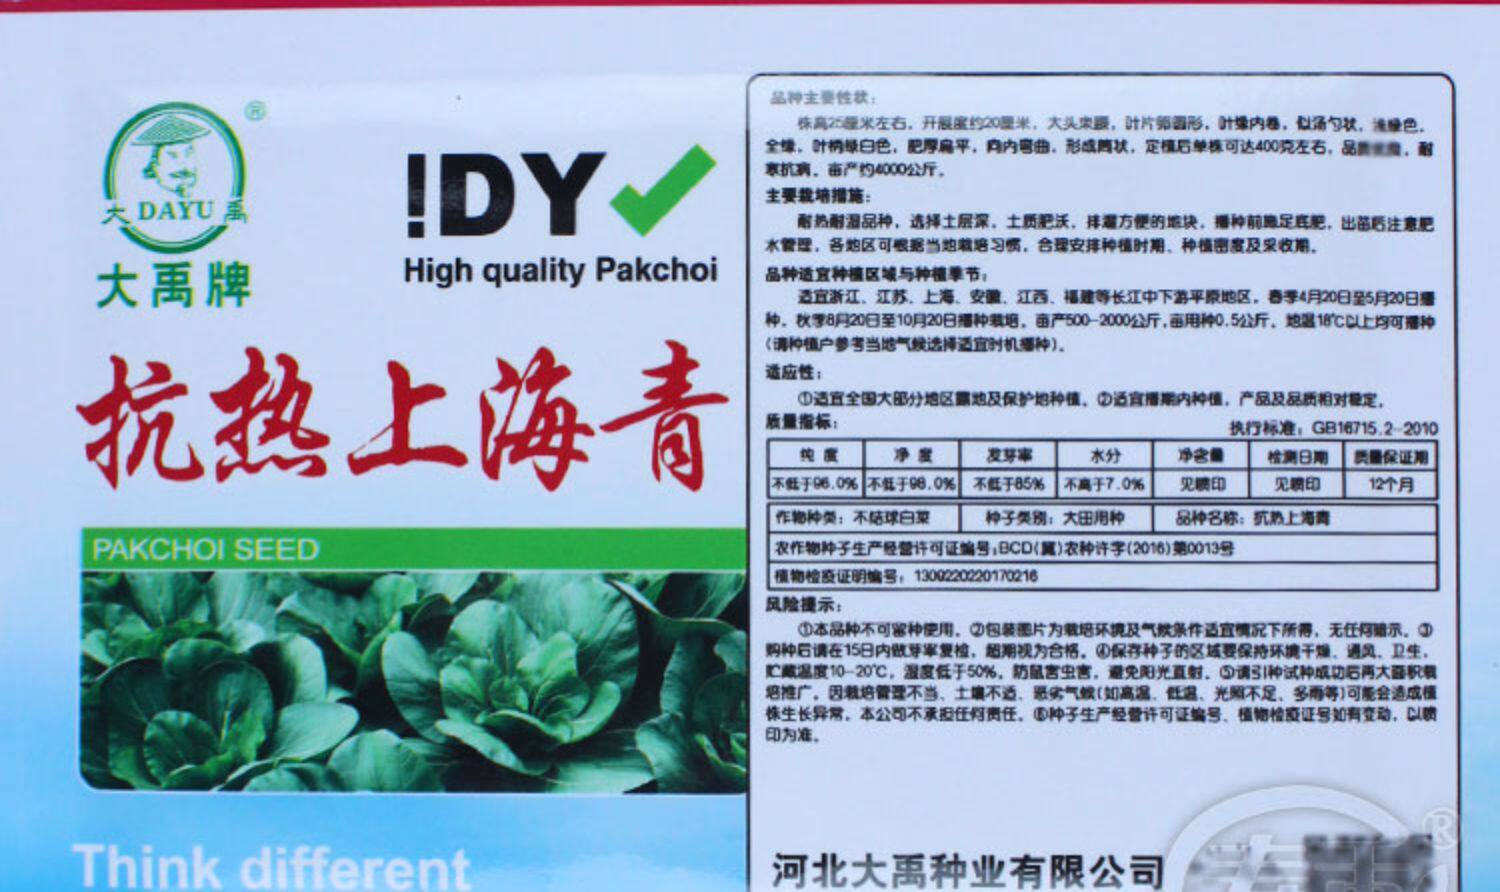 ®
大 DAYU 禹
大禹牌
!DY
High quality Pakchoi
抗热上海青
PAKCHOI SEED
Think different
品种主要性状：
株高25厘米左右，开展度约20厘米，大头束腰，叶片卵圆形，叶缘内卷，似汤勺状，浅绿色，
全缘，叶柄绿白色，肥厚扁平，向内弯曲，形成筒状，定植后单株可达400克左右，品质，耐
寒抗病。亩产约4000公斤。
主要栽培措施：
耐热耐湿品种，选择土层深，土质肥沃，排灌方便的地块，播种前施足底肥，出苗后注意肥
水管理，各地区可根据当地栽培习惯，合理安排种植时期、种植密度及采收期。
品种适宜种植区域与种植季节：
适宜浙江、江苏、上海、安徽、江西、福建等长江中下游平原地区，春季4月20日至5月20日播
种，秋季8月20日至10月20日播种栽培。亩产500-2000公斤，亩用种0.5公斤，地温18℃以上均可播种
（请种植户参考当地气候选择适宜时机播种）。
适应性：
①适宜全国大部分地区露地及保护地种植。②适宜播期内种植，产品及品质相对稳定。
质量指标：
执行标准：GB16715.2-2010
纯度 净度 发芽率 水分 净含量 检测日期 质量保证期
不低于96.0% 不低于98.0% 不低于85% 不高于7.0% 见喷印 见喷印 12个月
作物种类：不结球白菜 种子类别：大田用种 品种名称：抗热上海青
农作物种子生产经营许可证编号：BCD(冀)农种许字(2016)第0013号
植物检疫证明编号：1309220220170216
风险提示：
①本品种不可留种使用。②包装图片为栽培环境及气候条件适宜情况下所得，无任何暗示。③
购种后请在15日内做芽率复检，超期视为合格。④保存种子的区域要保持环境干燥、通风、卫生，
贮藏温度10-20℃，湿度低于50%，防鼠害虫害，避免阳光直射。⑤请引种试种成功后再大面积栽
培推广。因栽培管理不当、土壤不适、恶劣气候(如高温、低温、光照不足、多雨等)可能会造成植
株生长异常，本公司不承担任何责任。⑥种子生产经营许可证编号、植物检疫证号如有变动，以喷
印为准。
河北大禹种业有限公司
®